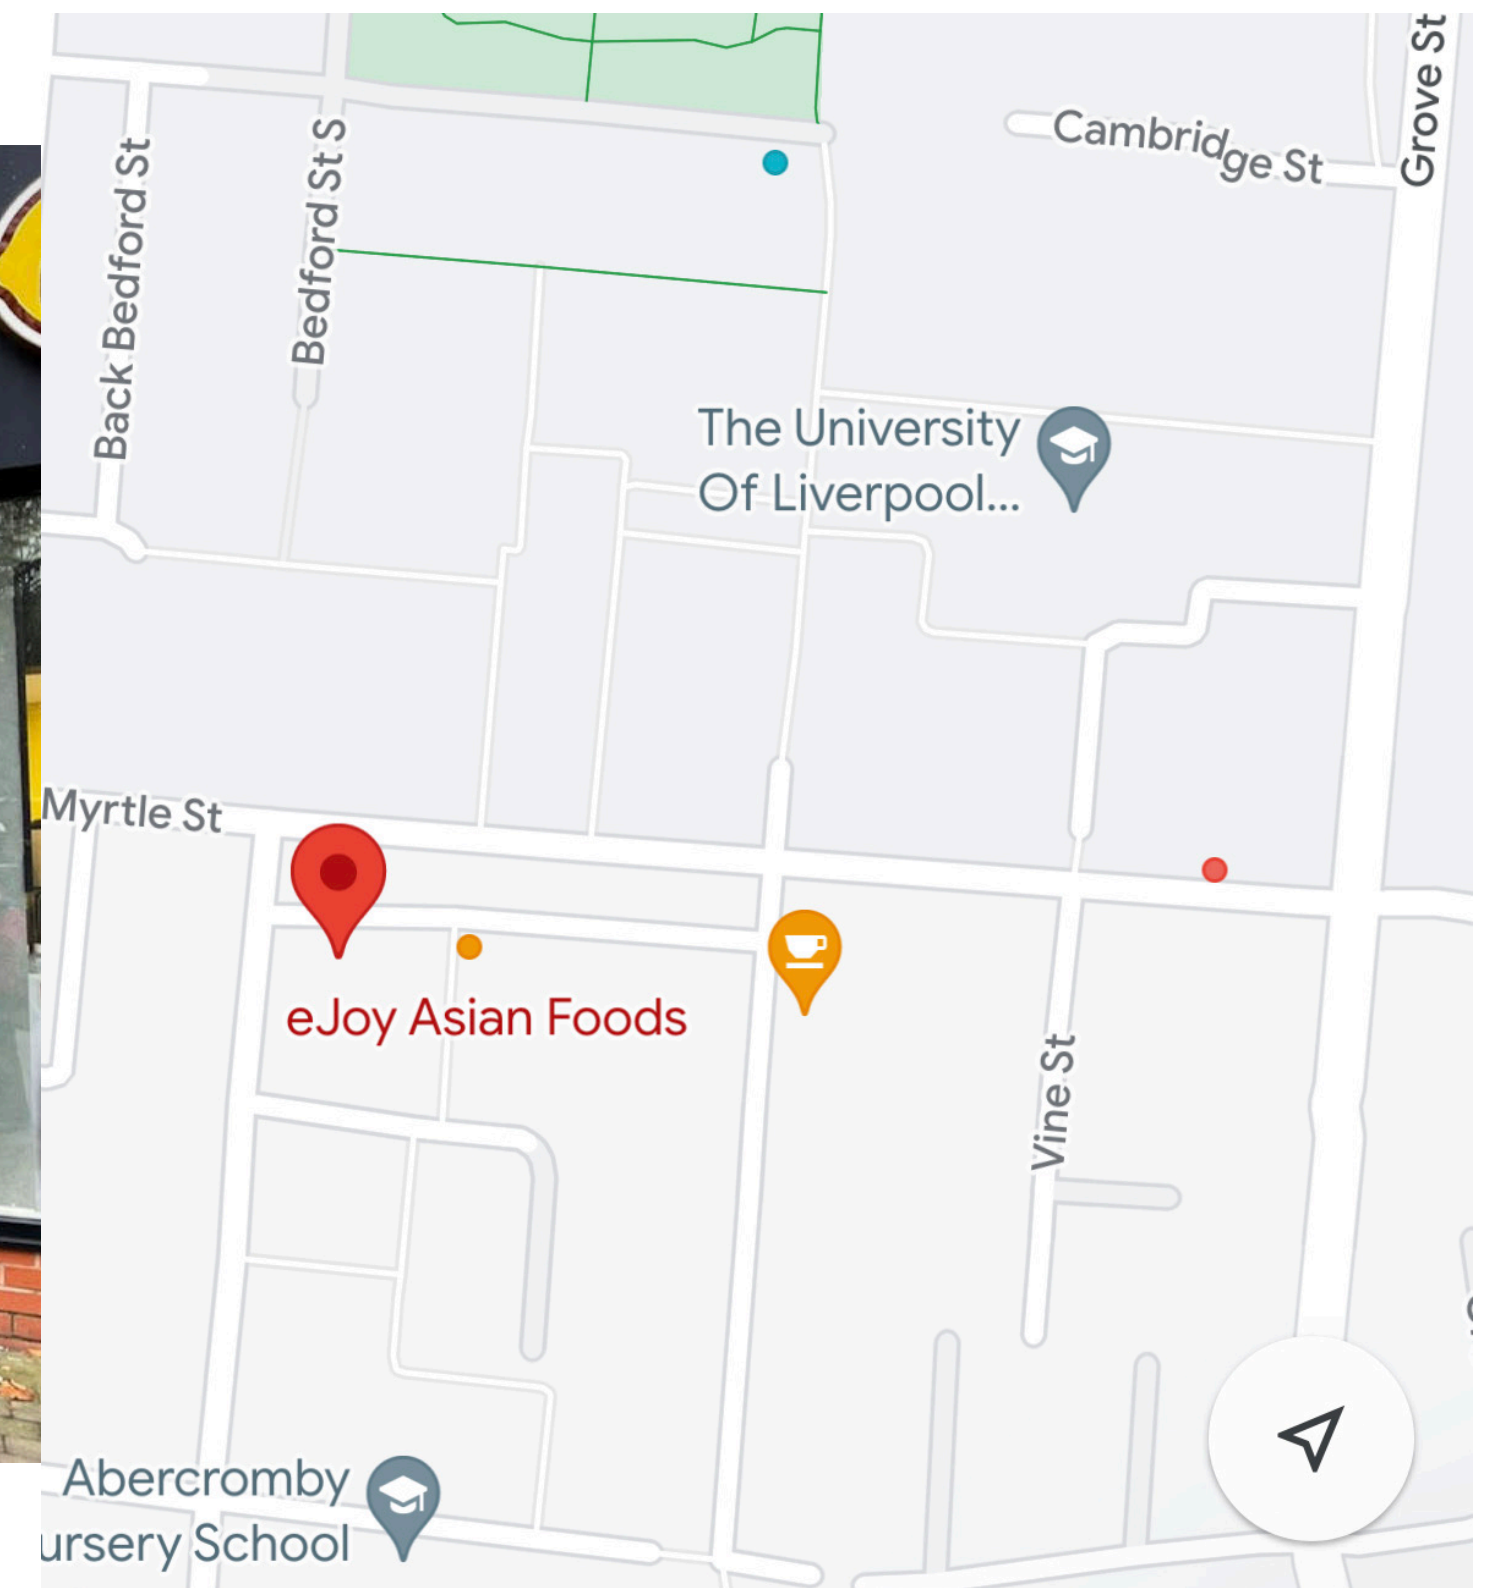 Grove St
Cambridge St
Back Bedford St
Bedford St S
The University
Of Liverpool...
Myrtle St
eJoy Asian Foods
Vine St
Abercromby
ursery School